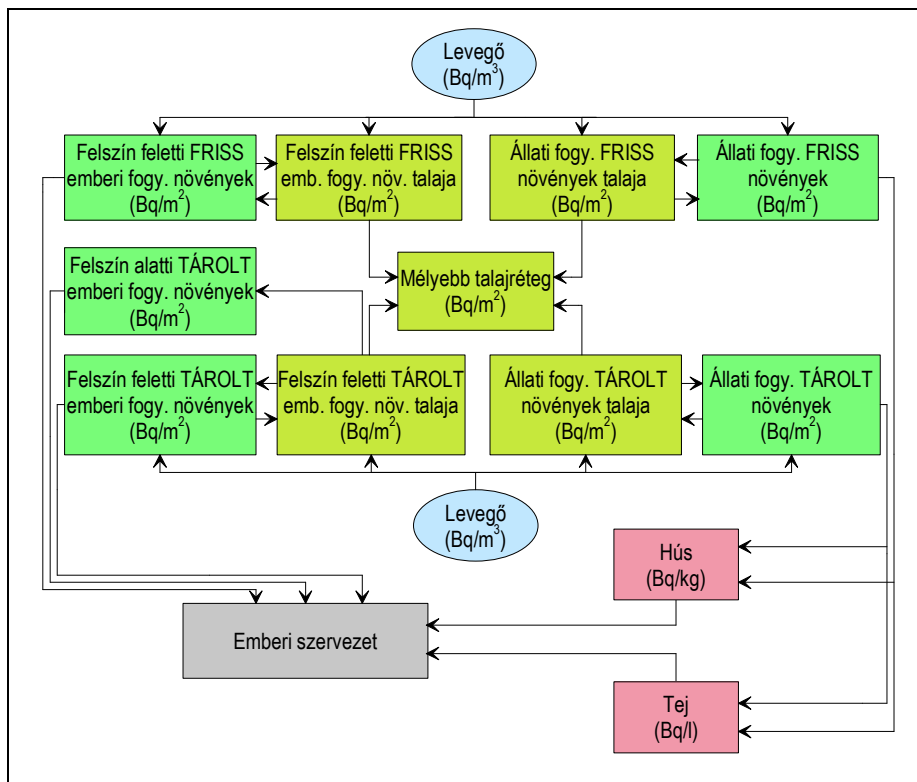 Levegő
(Bq/m³)
Felszín feletti FRISS
emberi fogy. növények
(Bq/m²)
Felszín feletti FRISS
emb. fogy. növ. talaja
(Bq/m²)
Állati fogy. FRISS
növények talaja
(Bq/m²)
Állati fogy. FRISS
növények
(Bq/m²)
Felszín alatti TÁROLT
emberi fogy. növények
(Bq/m²)
Mélyebb talajréteg
(Bq/m²)
Felszín feletti TÁROLT
emberi fogy. növények
(Bq/m²)
Felszín feletti TÁROLT
emb. fogy. növ. talaja
(Bq/m²)
Állati fogy. TÁROLT
növények talaja
(Bq/m²)
Állati fogy. TÁROLT
növények
(Bq/m²)
Levegő
(Bq/m³)
Hús
(Bq/kg)
Emberi szervezet
Tej
(Bq/l)